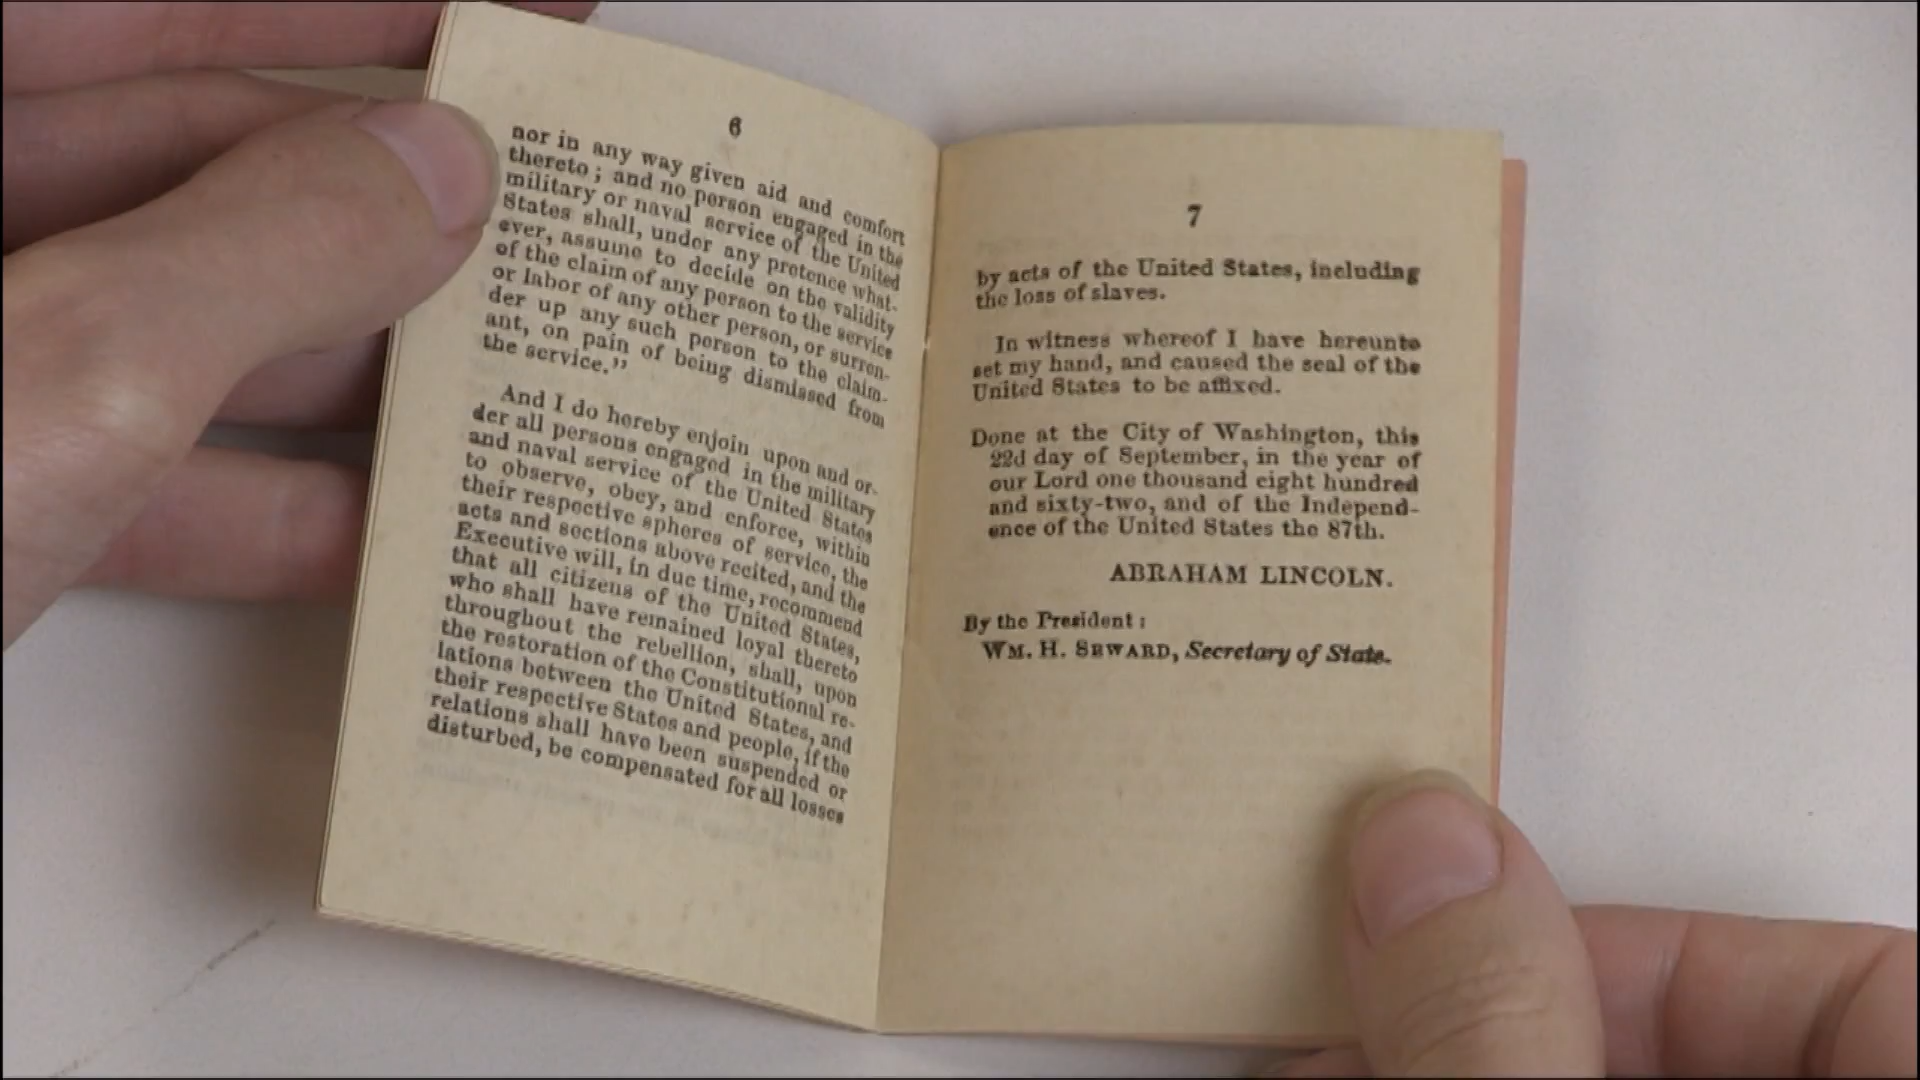 6
nor in any way given aid and comfort
thereto; and no person engaged in the
military or naval service of the United
States shall, under any pretence what-
ever, assume to decide on the validity
of the claim of any person to the service
or labor of any other person, or surren-
der up any such person to the claim-
ant, on pain of being dismissed from
the service."
And I do hereby enjoin upon and or-
der all persons engaged in the military
and naval service of the United States
to observe, obey, and enforce, within
their respective spheres of service, the
acts and sections above recited, and the
Executive will, in due time, recommend
that all citizens of the United States,
who shall have remained loyal thereto
throughout the rebellion, shall, upon
the restoration of the Constitutional re-
lations between the United States, and
their respective States and people, if the
relations shall have been suspended or
disturbed, be compensated for all losses
7
by acts of the United States, including
the loss of slaves.
In witness whereof I have hereunto
set my hand, and caused the seal of the
United States to be affixed.
Done at the City of Washington, this
22d day of September, in the year of
our Lord one thousand eight hundred
and sixty-two, and of the Independ-
ence of the United States the 87th.
ABRAHAM LINCOLN.
By the President:
WM. H. SEWARD, Secretary of State.